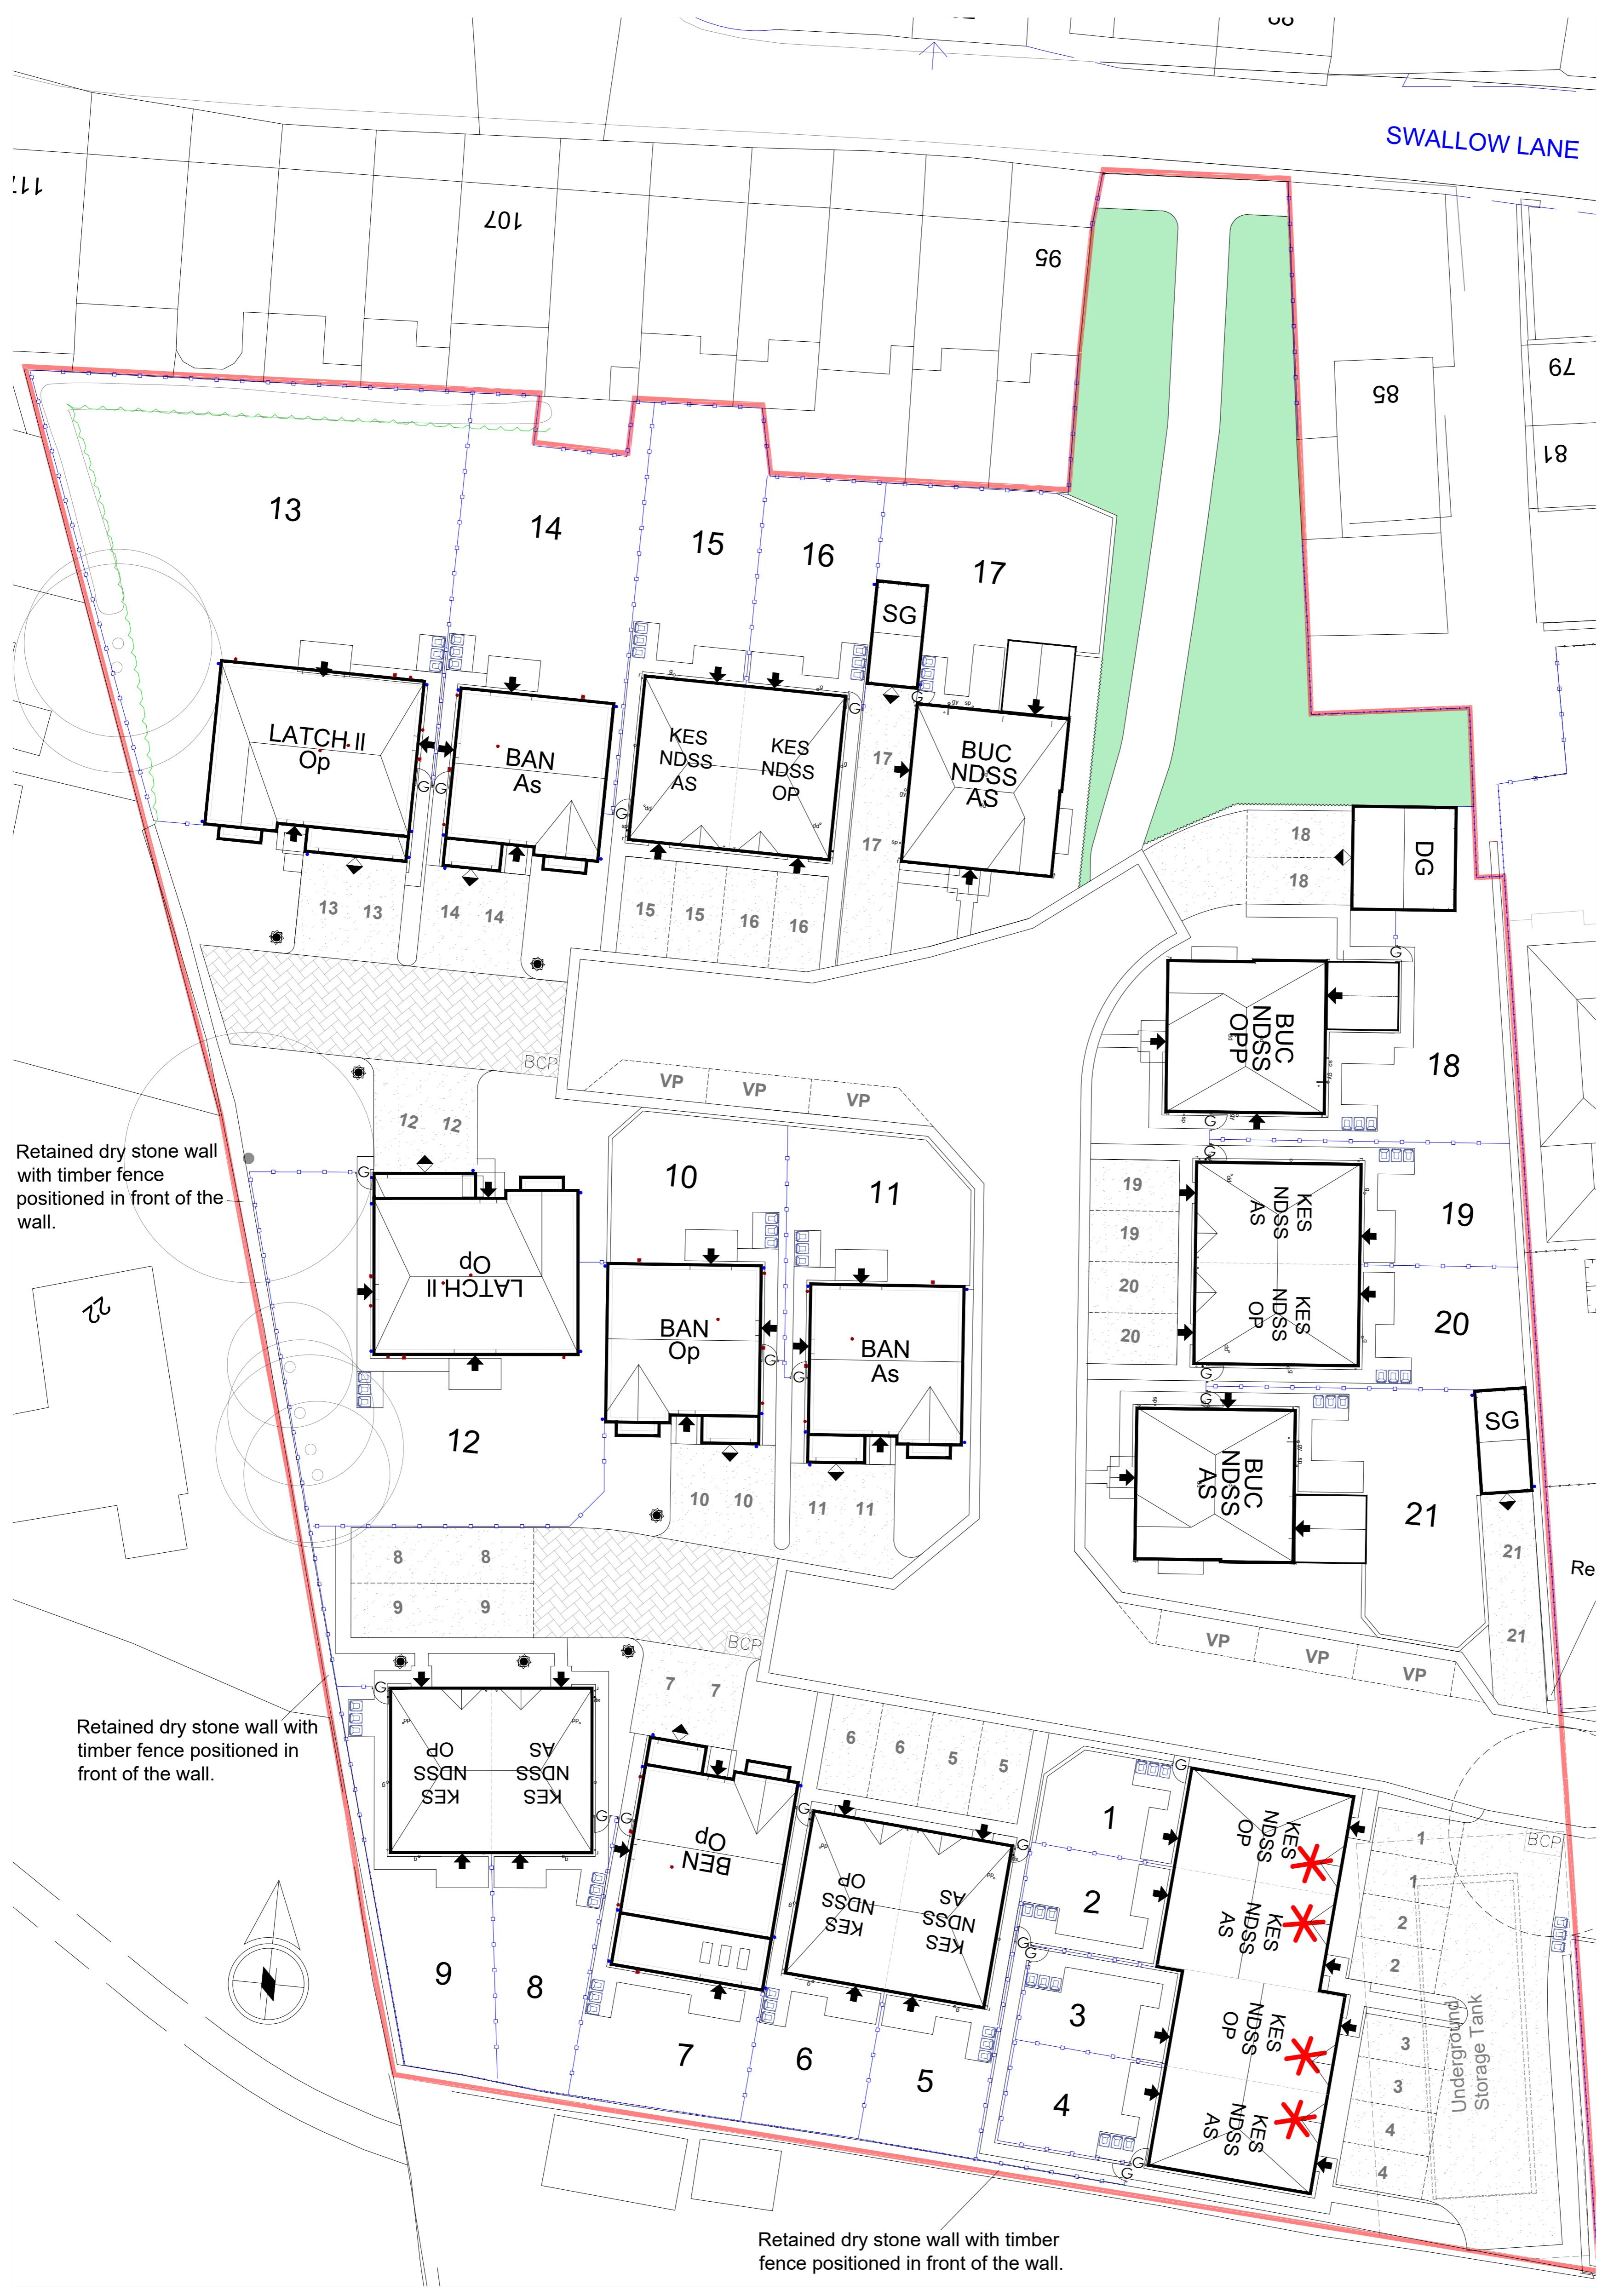 SWALLOW LANE
117
107
95
85
79
81
13
14
15
16
17
SG
LATCH II
Op
BAN
As
KES
NDSS
AS
KES
NDSS
OP
17
BUC
NDSS
AS
17
13 13
14 14
15 15 16 16
18
18
DG
BCP
VP VP VP
BUC
NDSS
OPP
18
12 12
Retained dry stone wall
with timber fence
positioned in front of the
wall.
22
10
11
LATCH II
Op
BAN
Op
BAN
As
12
10 10
11 11
19
19
20
20
KES
NDSS
AS
KES
NDSS
OP
19
20
BUC
NDSS
AS
SG
21
21
21
Re
8 8
9 9
BCP
VP VP VP
7 7
Retained dry stone wall with
timber fence positioned in
front of the wall.
KES
NDSS
OP
KES
NDSS
AS
BEN
Op
6 6 5 5
KES
NDSS
OP
KES
NDSS
AS
1
2
3
4
KES
NDSS
OP
KES
NDSS
AS
KES
NDSS
OP
KES
NDSS
AS
1
1
2
2
3
3
4
4
BCP
Underground
Storage Tank
9
8
7
6
5
Retained dry stone wall with timber
fence positioned in front of the wall.